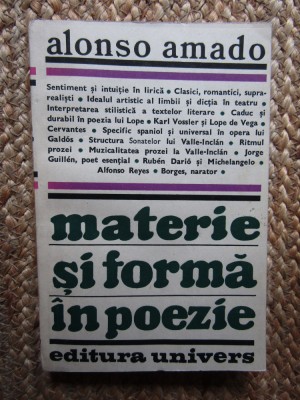 alonso amado
Sentiment și intuiție în lirică • Clasici, romantici, supra-
realiști • Idealul artistic al limbii și dicția în teatru •
Interpretarea stilistică a textelor literare • Caduc și
durabil în poezia lui Lope • Karl Vossler și Lope de Vega •
Cervantes • Specific spaniol și universal în opera lui
Galdós • Structura Sonatelor lui Valle-Inclán • Ritmul
prozei • Muzicalitatea prozei la Valle-Inclán • Jorge
Guillén, poet esențial • Rubén Darió și Michelangelo •
Alfonso Reyes • Borges, narator •
materie
și formă
în poezie
editura univers